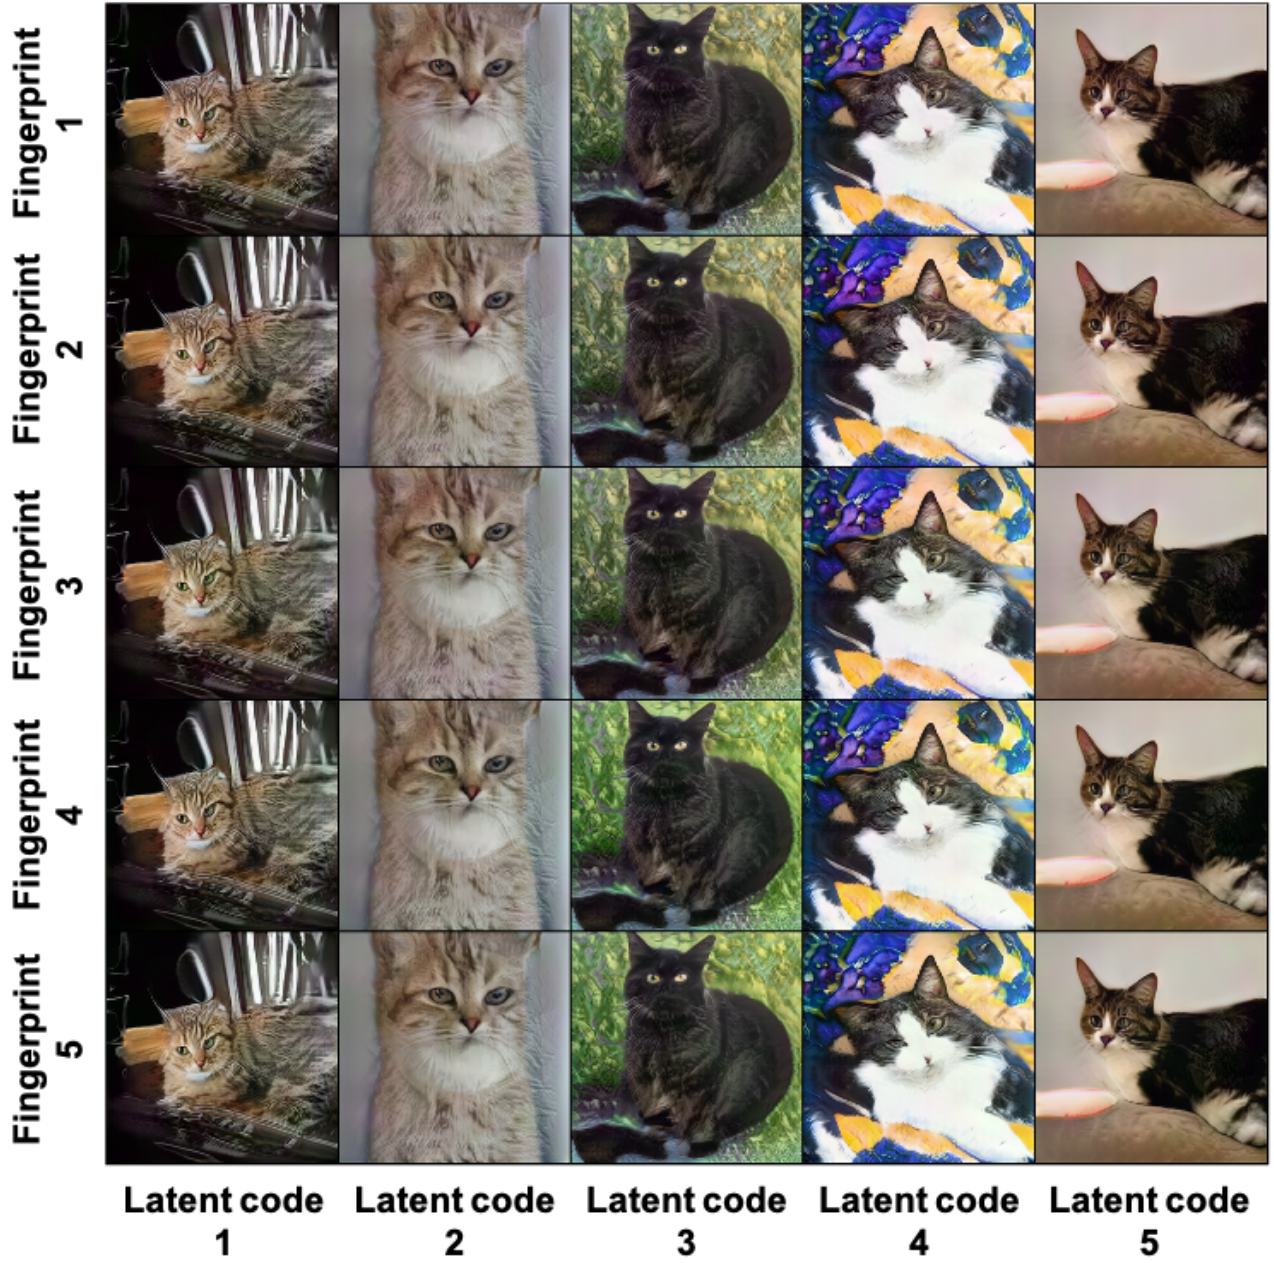 Fingerprint
1
Fingerprint
2
Fingerprint
3
Fingerprint
4
Fingerprint
5
Latent code
1
Latent code
2
Latent code
3
Latent code
4
Latent code
5